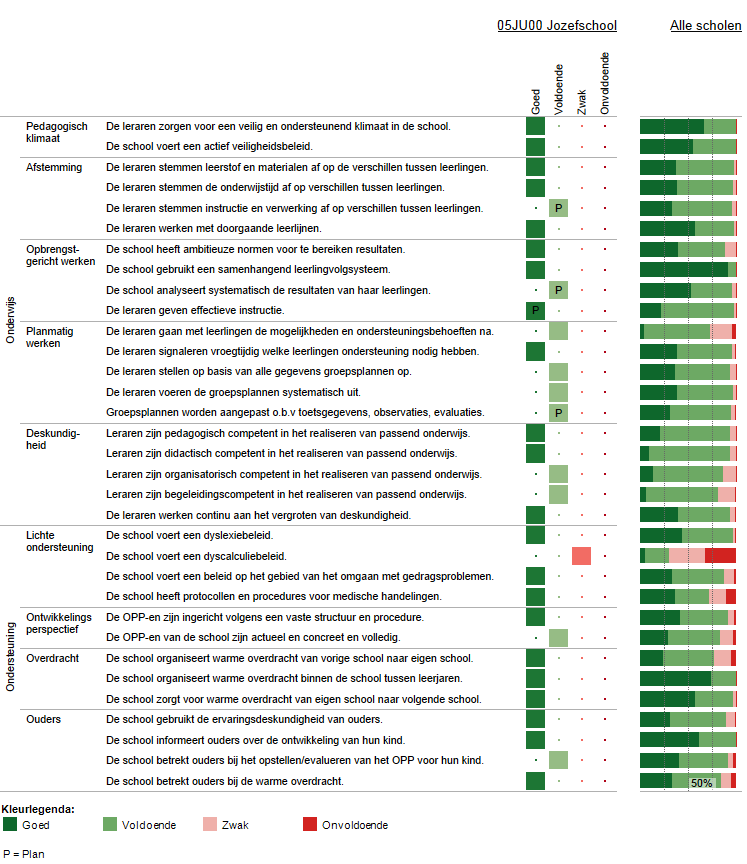 05JU00 Jozefschool
Alle scholen
Goed
Voldoende
Zwak
Onvoldoende
Onderwijs
Pedagogisch klimaat
De leraren zorgen voor een veilig en ondersteunend klimaat in de school.
De school voert een actief veiligheidsbeleid.
Afstemming
De leraren stemmen leerstof en materialen af op de verschillen tussen leerlingen.
De leraren stemmen de onderwijstijd af op verschillen tussen leerlingen.
De leraren stemmen instructie en verwerking af op verschillen tussen leerlingen.
P
De leraren werken met doorgaande leerlijnen.
Opbrengst-
gericht werken
De school heeft ambitieuze normen voor te bereiken resultaten.
De school gebruikt een samenhangend leerlingvolgsysteem.
De school analyseert systematisch de resultaten van haar leerlingen.
P
De leraren geven effectieve instructie.
P
Planmatig
werken
De leraren gaan met leerlingen de mogelijkheden en ondersteuningsbehoeften na.
De leraren signaleren vroegtijdig welke leerlingen ondersteuning nodig hebben.
De leraren stellen op basis van alle gegevens groepsplannen op.
De leraren voeren de groepsplannen systematisch uit.
Groepsplannen worden aangepast o.b.v toetsgegevens, observaties, evaluaties.
P
Deskundig-
heid
Leraren zijn pedagogisch competent in het realiseren van passend onderwijs.
Leraren zijn didactisch competent in het realiseren van passend onderwijs.
Leraren zijn organisatorisch competent in het realiseren van passend onderwijs.
Leraren zijn begeleidingscompetent in het realiseren van passend onderwijs.
De leraren werken continu aan het vergroten van deskundigheid.
Ondersteuning
Lichte
ondersteuning
De school voert een dyslexiebeleid.
De school voert een dyscalculiebeleid.
De school voert een beleid op het gebied van het omgaan met gedragsproblemen.
De school heeft protocollen en procedures voor medische handelingen.
Ontwikkelings
perspectief
De OPP-en zijn ingericht volgens een vaste structuur en procedure.
De OPP-en van de school zijn actueel en concreet en volledig.
Overdracht
De school organiseert warme overdracht van vorige school naar eigen school.
De school organiseert warme overdracht binnen de school tussen leerjaren.
De school zorgt voor warme overdracht van eigen school naar volgende school.
Ouders
De school gebruikt de ervaringsdeskundigheid van ouders.
De school informeert ouders over de ontwikkeling van hun kind.
De school betrekt ouders bij het opstellen/evalueren van het OPP voor hun kind.
De school betrekt ouders bij de warme overdracht.
50%
Kleurlegenda:
Goed
Voldoende
Zwak
Onvoldoende
P = Plan